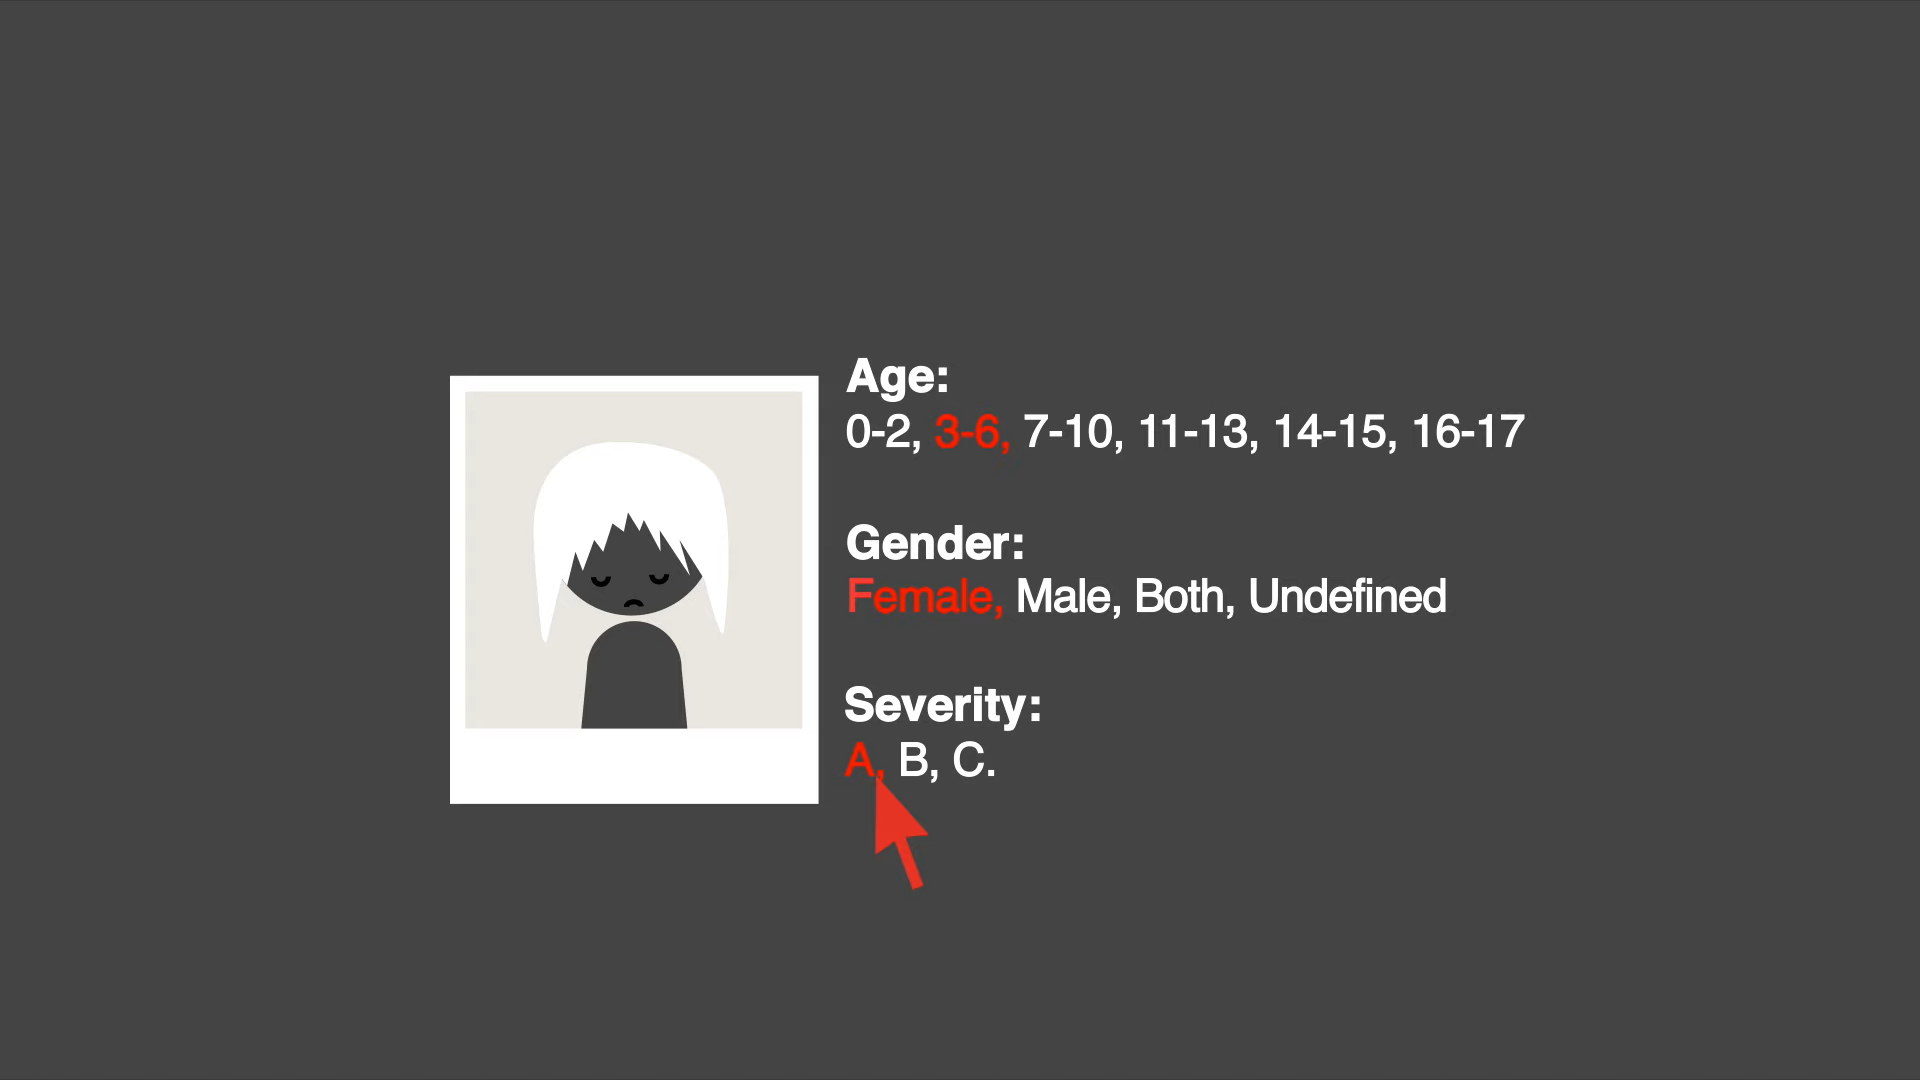 Age:
0-2, 3-6, 7-10, 11-13, 14-15, 16-17
Gender:
Female, Male, Both, Undefined
Severity:
A, B, C.